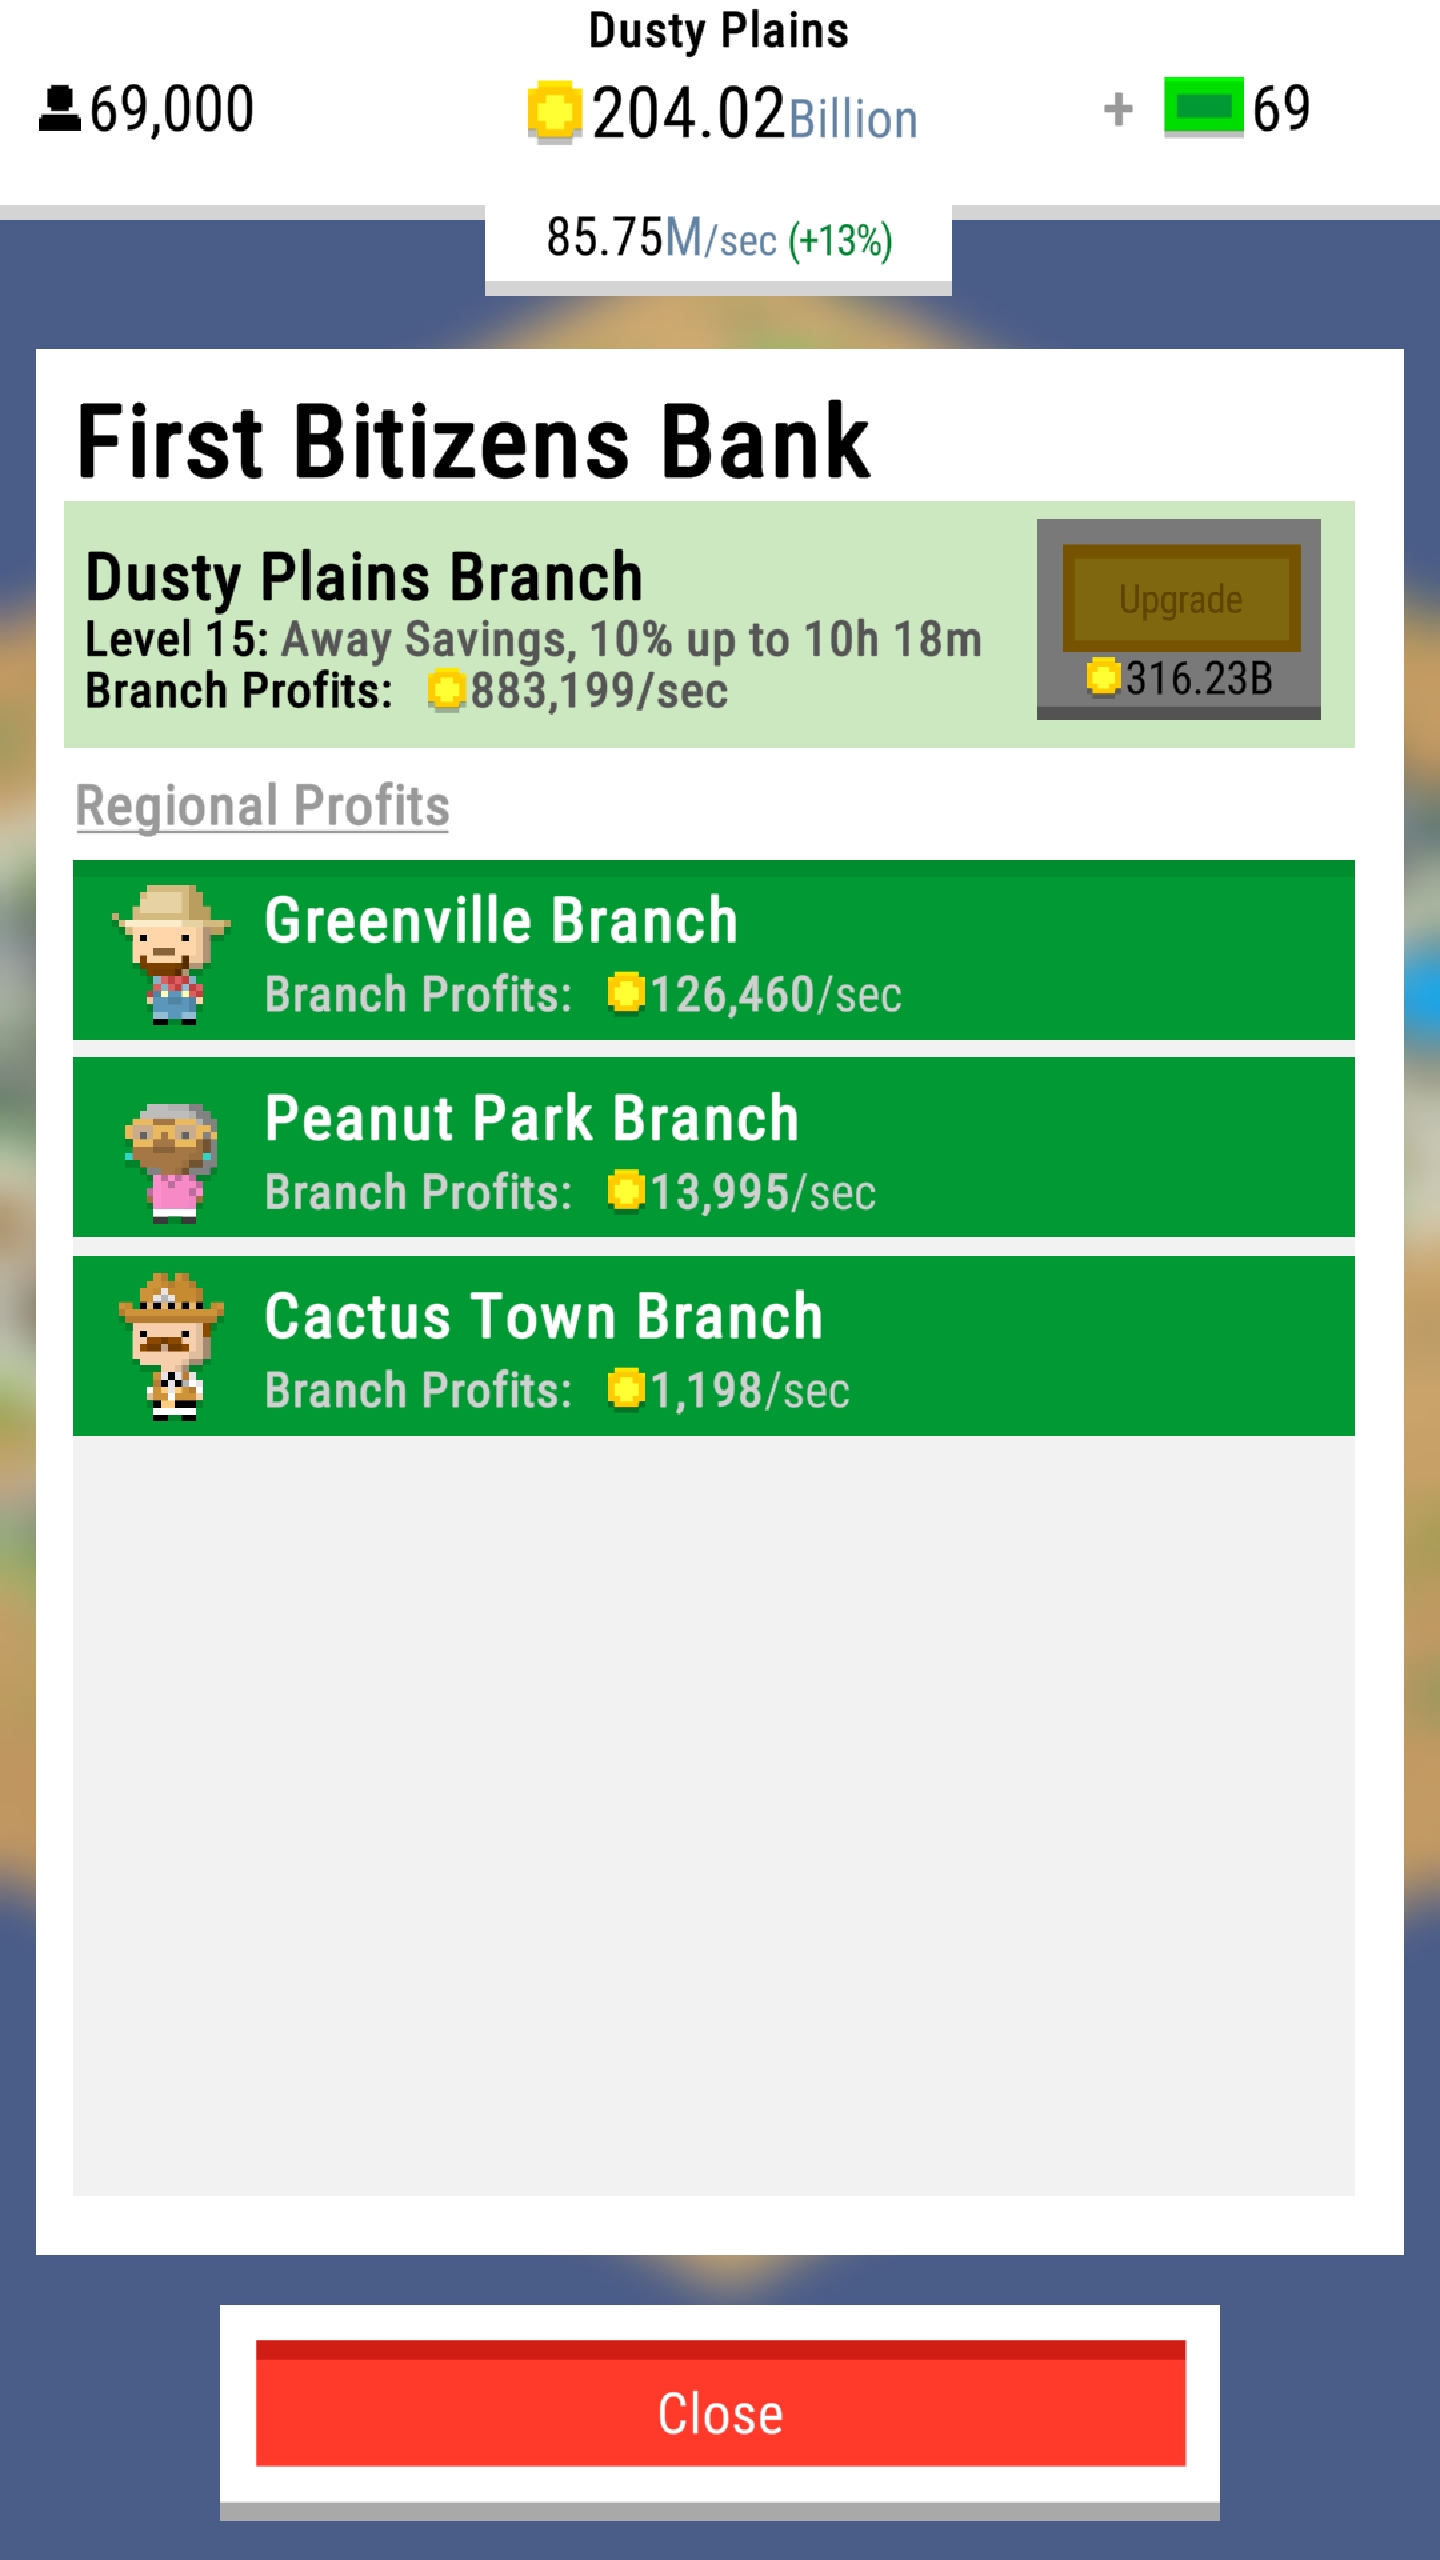 Dusty Plains
69,000
204.02Billion
+ 69
85.75M/sec (+13%)
First Bitizens Bank
Dusty Plains Branch
Level 15: Away Savings, 10% up to 10h 18m
Branch Profits: 883,199/sec
Upgrade
316.23B
Regional Profits
Greenville Branch
Branch Profits: 126,460/sec
Peanut Park Branch
Branch Profits: 13,995/sec
Cactus Town Branch
Branch Profits: 1,198/sec
Close